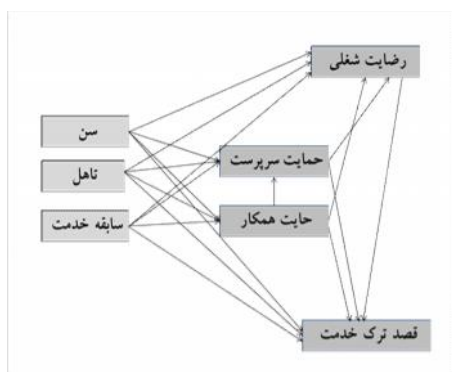 رضایت شغلی
سن
حمایت سرپرست
تاهل
حایت همکار
سابقه خدمت
قصد ترک خدمت